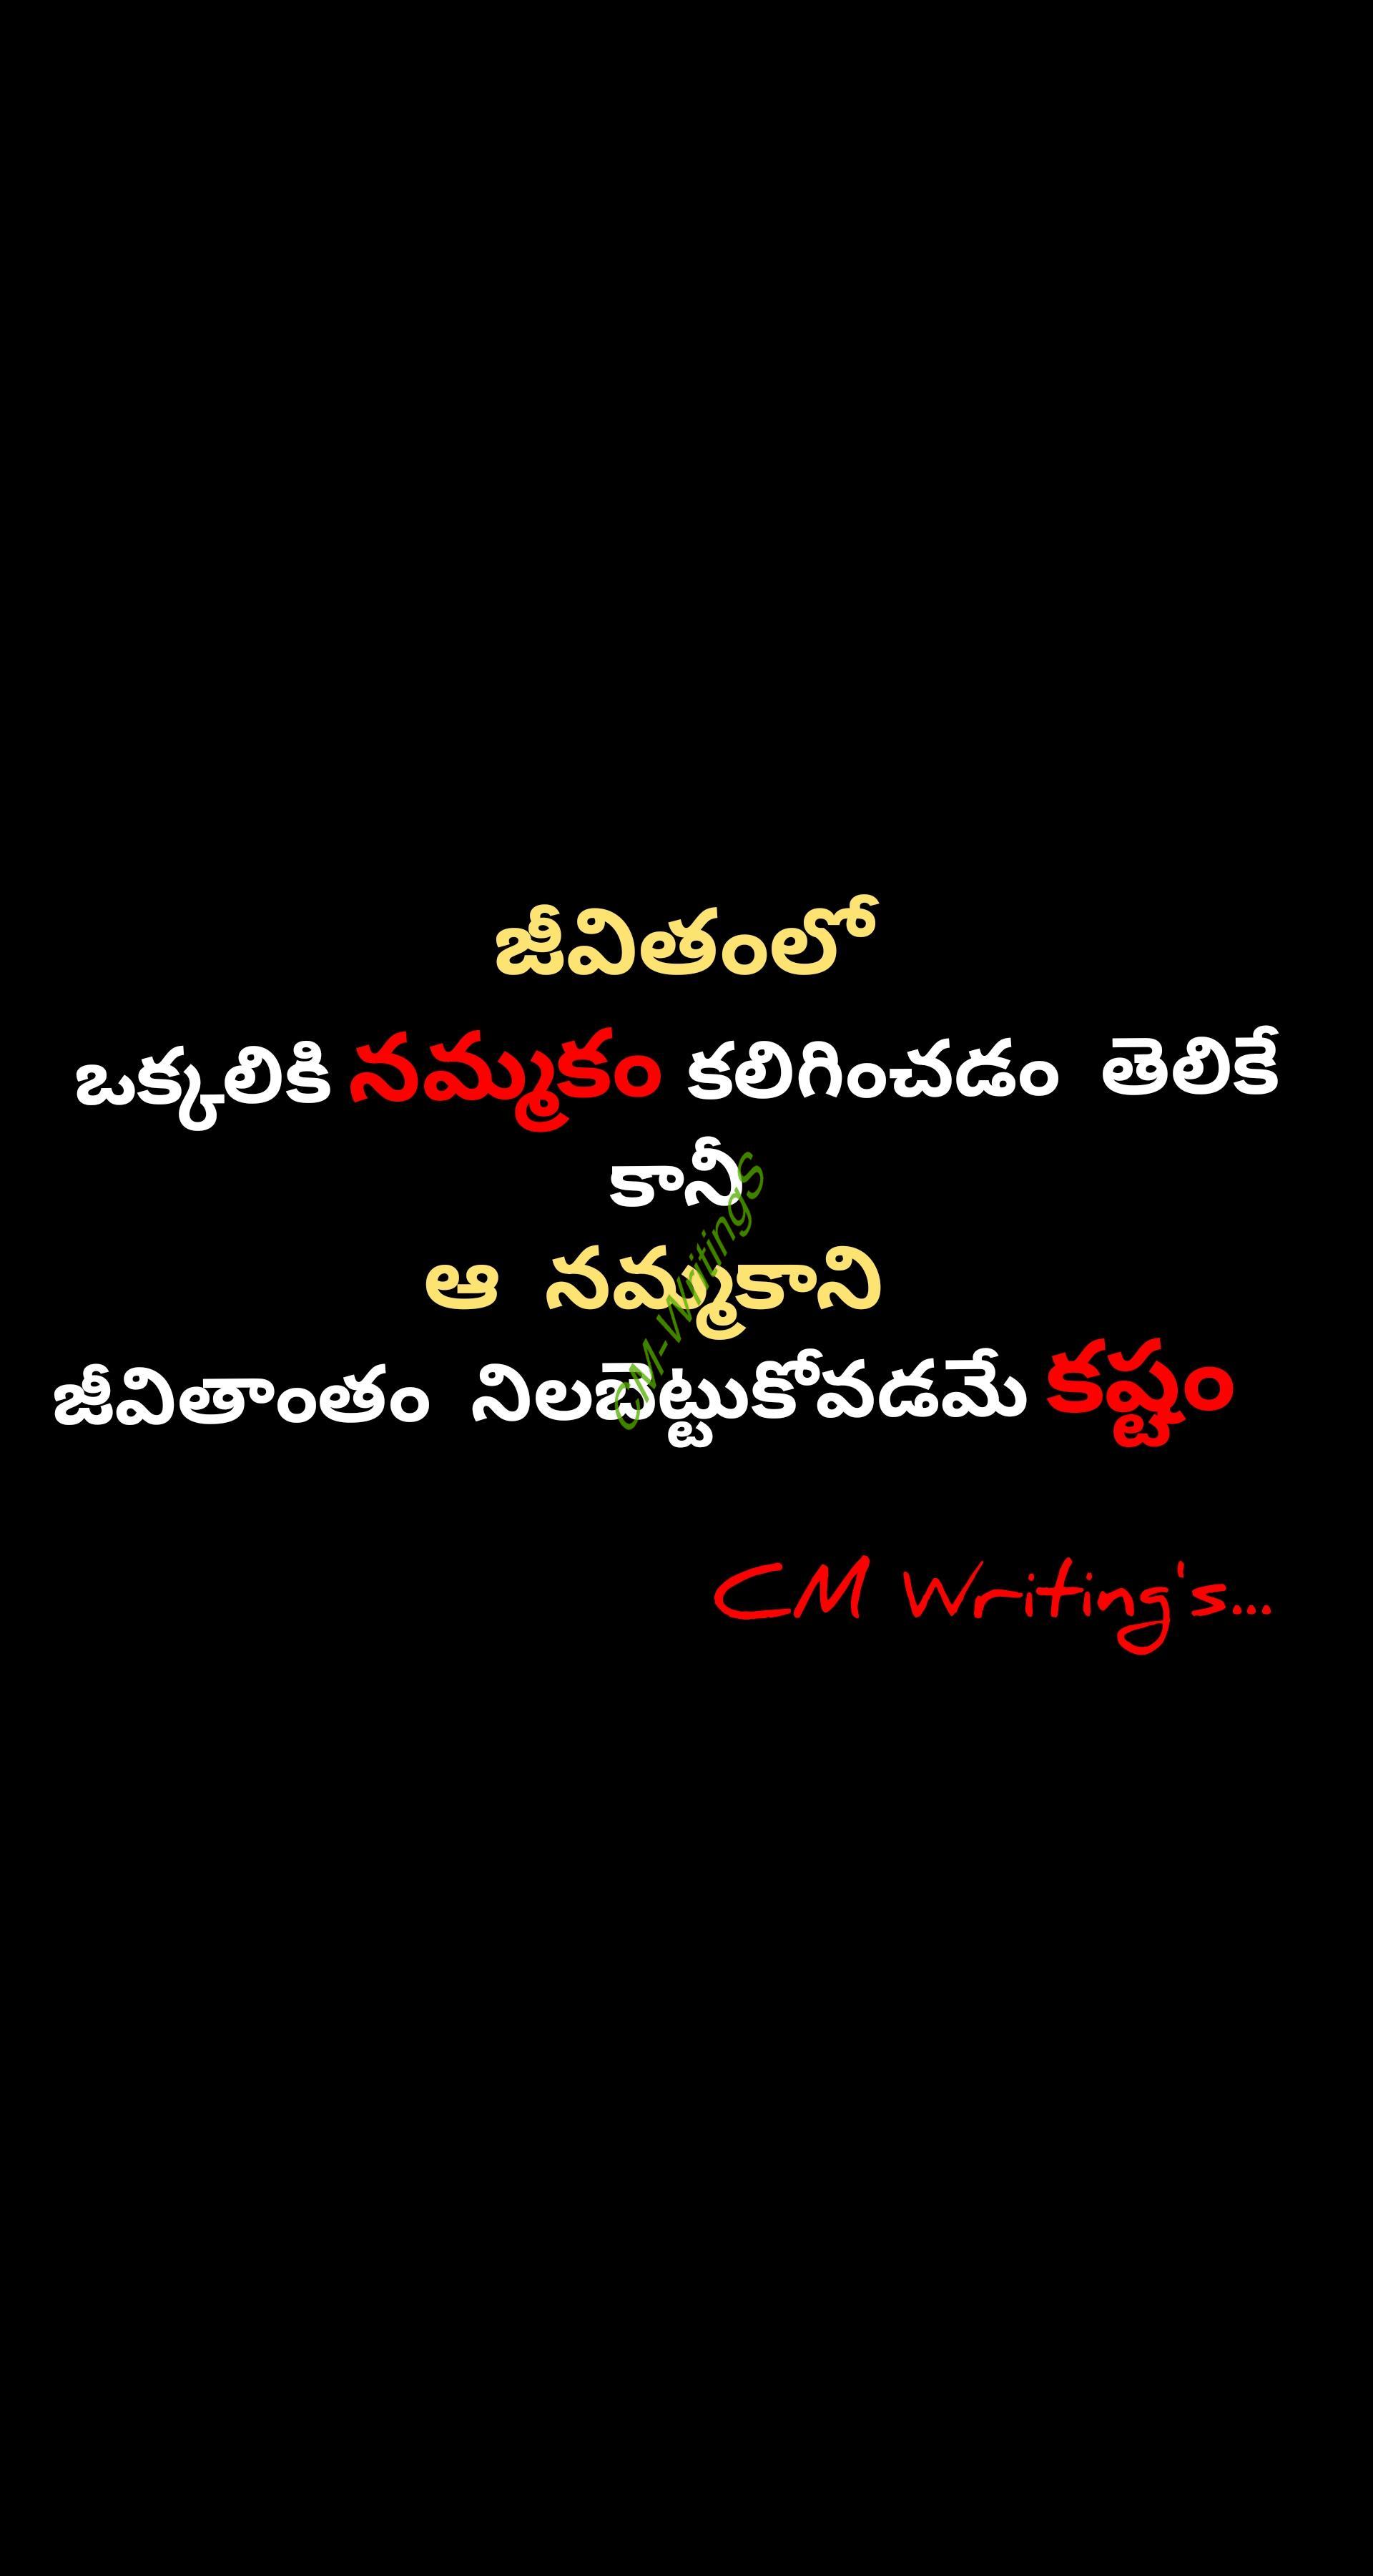 జీవితంలో
ఒక్కలికి నమ్మకం కలిగించడం తెలికే
కానీ
ఆ నమ్మకాని
జీవితాంతం నిలబెట్టుకోవడమే కష్టం
CM-Writings
CM Writing's...